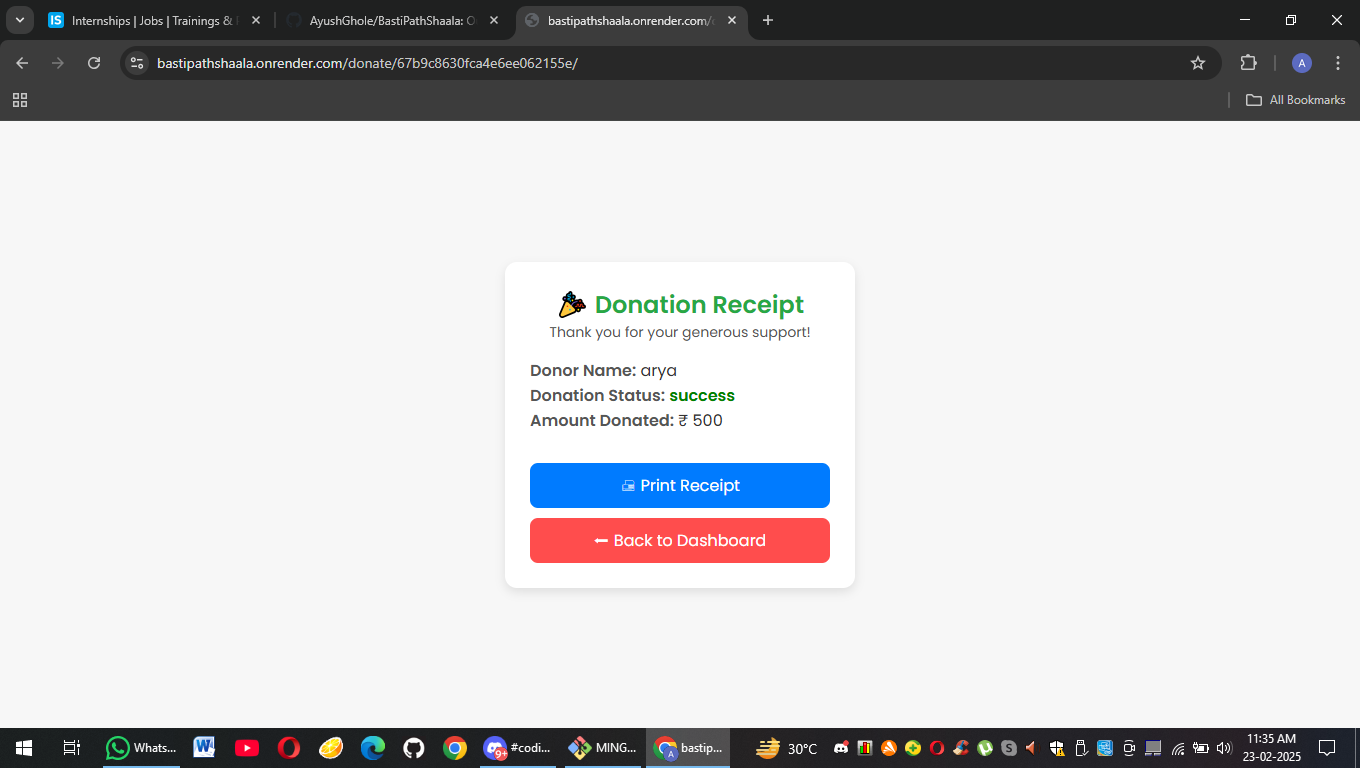 IS Internships | Jobs | Trainings &
AyushGhole/BastiPathShaala: O
bastipathshaala.onrender.com/
bastipathshaala.onrender.com/donate/67b9c8630fca4e6ee062155e/
A
All Bookmarks
Donation Receipt
Thank you for your generous support!
Donor Name: arya
Donation Status: success
Amount Donated: ₹ 500
Print Receipt
Back to Dashboard
Whats...
9+
#codi...
MING...
A
bastip...
30°C
11:35 AM
23-02-2025